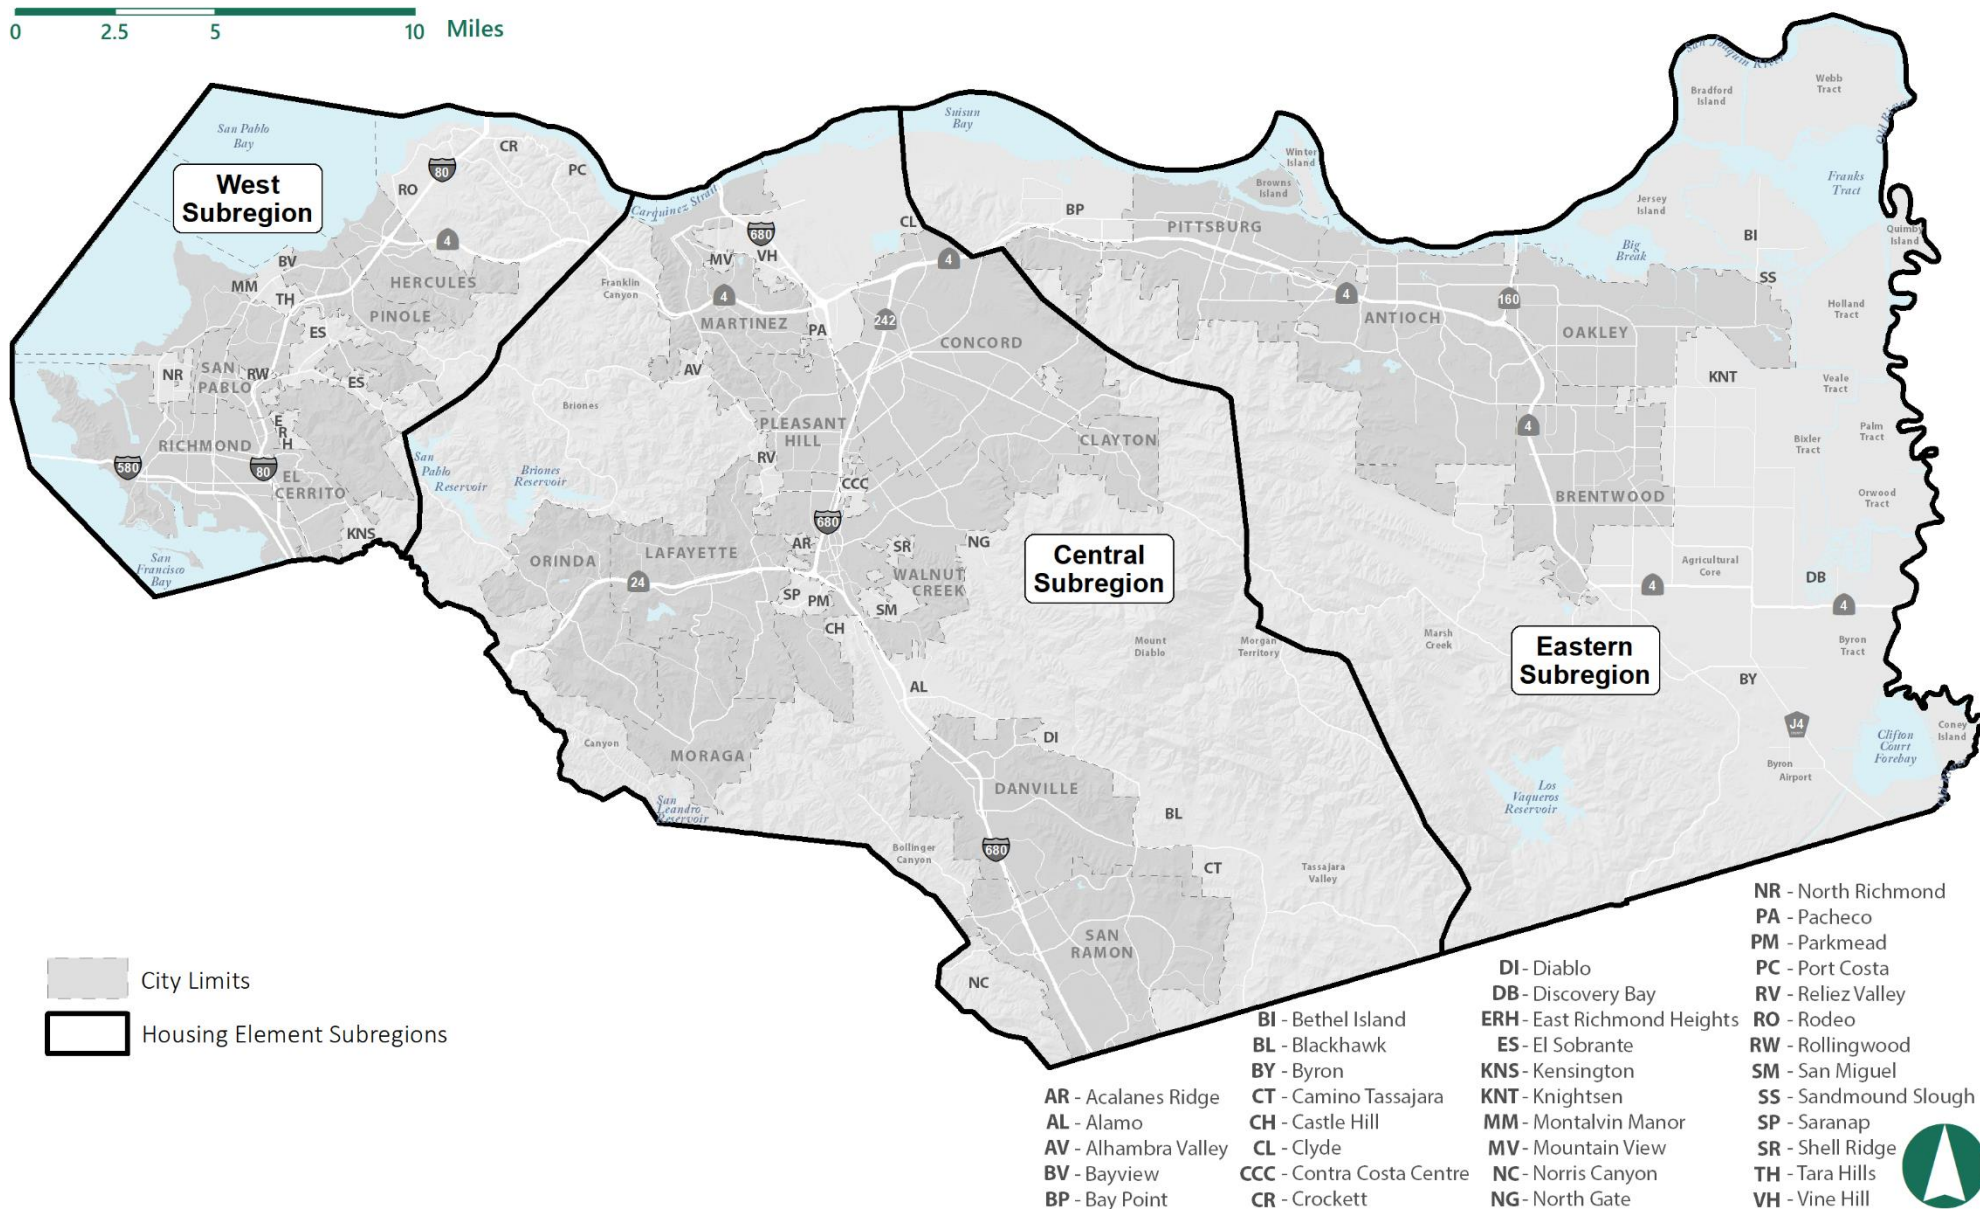 0 2.5 5 10 Miles
San Pablo
Bay
West
Subregion
CR
PC
RO
80
4
BV
MM
TH
HERCULES
PINOLE
ES
NR
SAN
PABLO
RW
ES
E
R
H
RICHMOND
580
80
EL
CERRITO
KNS
San
Francisco
Bay
Suisun
Bay
Carquinez Strait
CL
680
MV
VH
4
4
Franklin
Canyon
MARTINEZ
PA
242
CONCORD
AV
Briones
PLEASANT
HILL
CLAYTON
San
Pablo
Reservoir
Briones
Reservoir
RV
CCC
680
AR
SR
NG
ORINDA
LAFAYETTE
24
WALNUT
CREEK
SP
PM
SM
CH
Central
Subregion
Mount
Diablo
Morgan
Territory
AL
Canyon
MORAGA
DI
San
Leandro
Reservoir
DANVILLE
BL
680
Bollinger
Canyon
CT
Tassajara
Valley
SAN
RAMON
NC
San Joaquin River
Webb
Tract
Bradford
Island
Old River
Winter
Island
Browns
Island
Franks
Tract
BP
PITTSBURG
Jersey
Island
BI
Quimby
Island
Big
Break
SS
4
160
ANTIOCH
OAKLEY
Holland
Tract
KNT
Veale
Tract
4
Bixler
Tract
Palm
Tract
BRENTWOOD
Orwood
Tract
Agricultural
Core
DB
4
4
Marsh
Creek
Eastern
Subregion
Byron
Tract
BY
J4
Coney
Island
Clifton
Court
Forebay
Byron
Airport
Los
Vaqueros
Reservoir
City Limits
Housing Element Subregions
AR - Acalanes Ridge
AL - Alamo
AV - Alhambra Valley
BV - Bayview
BP - Bay Point
BI - Bethel Island
BL - Blackhawk
BY - Byron
CT - Camino Tassajara
CH - Castle Hill
CL - Clyde
CCC - Contra Costa Centre
CR - Crockett
DI - Diablo
DB - Discovery Bay
ERH - East Richmond Heights
ES - El Sobrante
KNS - Kensington
KNT - Knightsen
MM - Montalvin Manor
MV - Mountain View
NC - Norris Canyon
NG - North Gate
NR - North Richmond
PA - Pacheco
PM - Parkmead
PC - Port Costa
RV - Reliez Valley
RO - Rodeo
RW - Rollingwood
SM - San Miguel
SS - Sandmound Slough
SP - Saranap
SR - Shell Ridge
TH - Tara Hills
VH - Vine Hill